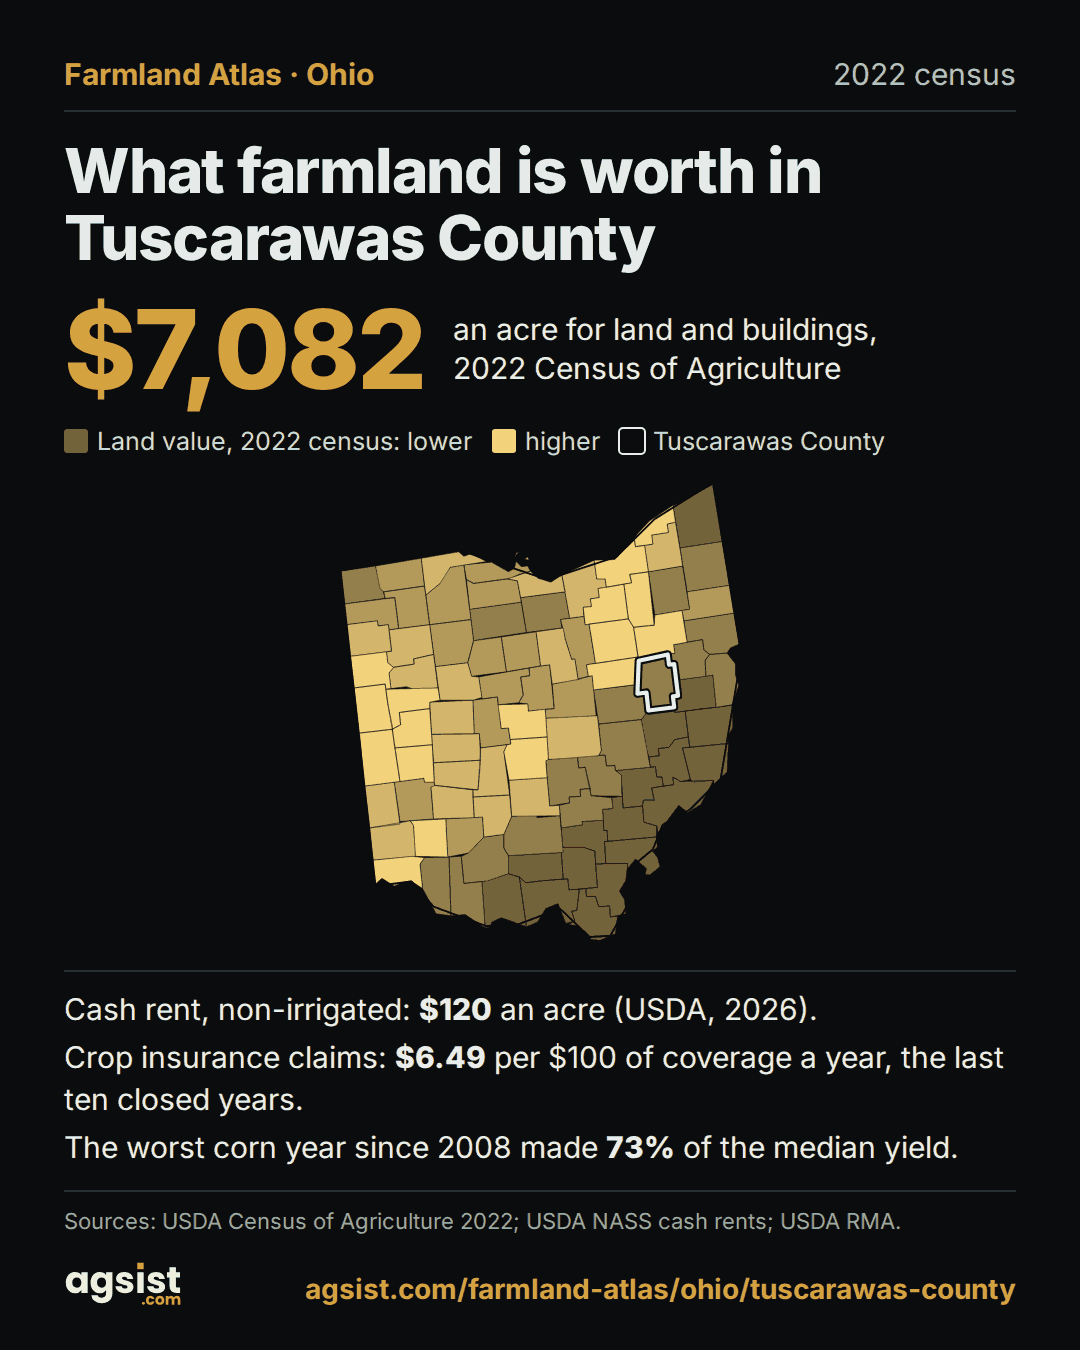 Farmland Atlas · Ohio
2022 census
What farmland is worth in
Tuscarawas County
$7,082
an acre for land and buildings,
2022 Census of Agriculture
Land value, 2022 census: lower
higher
Tuscarawas County
Cash rent, non-irrigated: $120 an acre (USDA, 2026).
Crop insurance claims: $6.49 per $100 of coverage a year, the last
ten closed years.
The worst corn year since 2008 made 73% of the median yield.
Sources: USDA Census of Agriculture 2022; USDA NASS cash rents; USDA RMA.
agsist
.com
agsist.com/farmland-atlas/ohio/tuscarawas-county